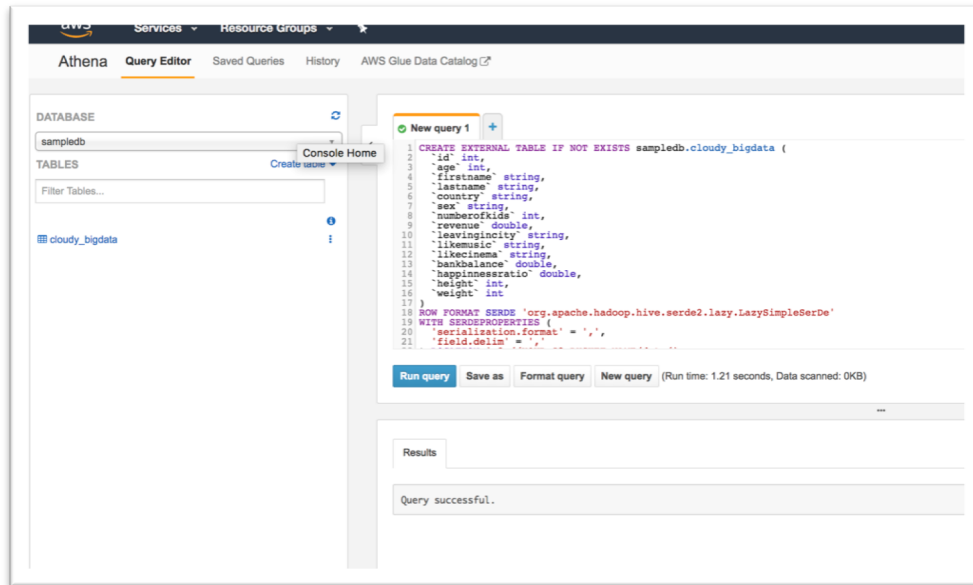 aws Services Resource Groups
Athena Query Editor Saved Queries History AWS Glue Data Catalog
DATABASE
sampledb
Console Home
TABLES
Create table
Filter Tables...
cloudy_bigdata
New query 1 +
1 CREATE EXTERNAL TABLE IF NOT EXISTS sampledb.cloudy_bigdata (
2 `id` int,
3 `age` int,
4 `firstname` string,
5 `lastname` string,
6 `country` string,
7 `sex` string,
8 `numberofkids` int,
9 `revenue` double,
10 `leavingincity` string,
11 `likemusic` string,
12 `likecinema` string,
13 `bankbalance` double,
14 `happinnessratio` double,
15 `height` int,
16 `weight` int
17 )
18 ROW FORMAT SERDE 'org.apache.hadoop.hive.serde2.lazy.LazySimpleSerDe'
19 WITH SERDEPROPERTIES (
20 'serialization.format' = ',',
21 'field.delim' = ','
Run query Save as Format query New query (Run time: 1.21 seconds, Data scanned: 0KB)
Results
Query successful.